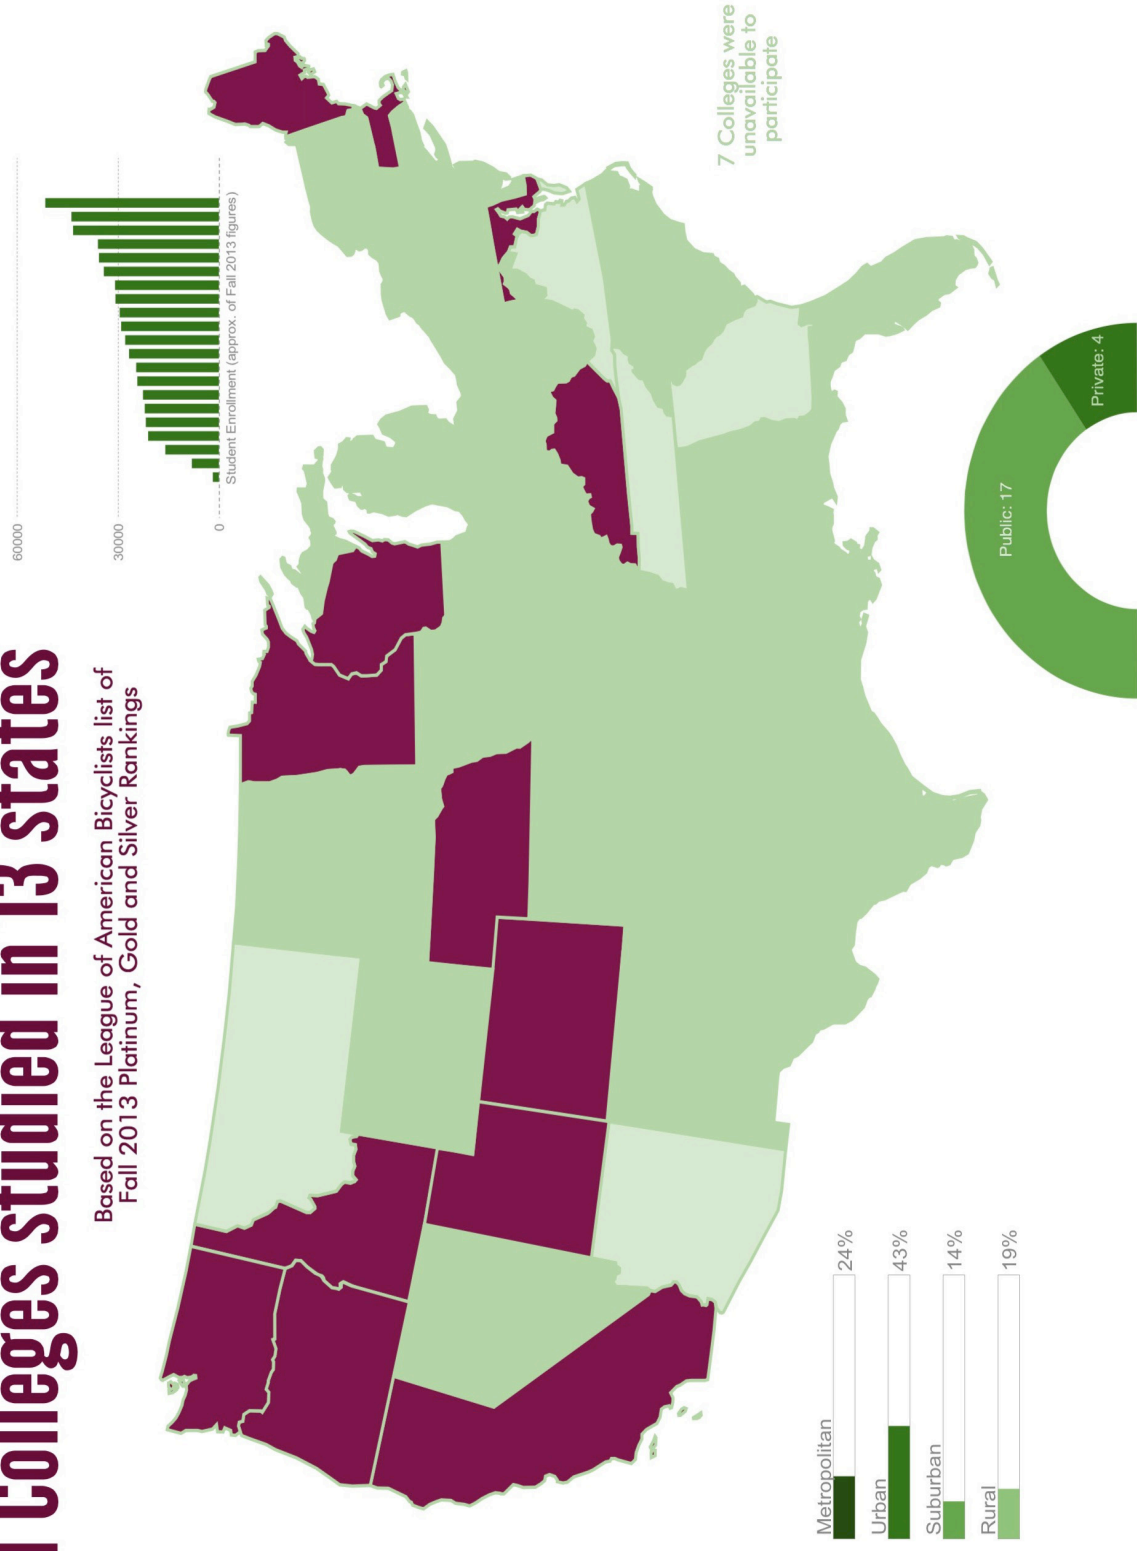 Colleges studied in 13 states
Based on the League of American Bicyclists list of
Fall 2013 Platinum, Gold and Silver Rankings
60000
30000
0
Student Enrollment (approx. of Fall 2013 figures)
7 Colleges were
unavailable to
participate
Metropolitan
24%
Urban
43%
Suburban
14%
Rural
19%
Public: 17
Private: 4